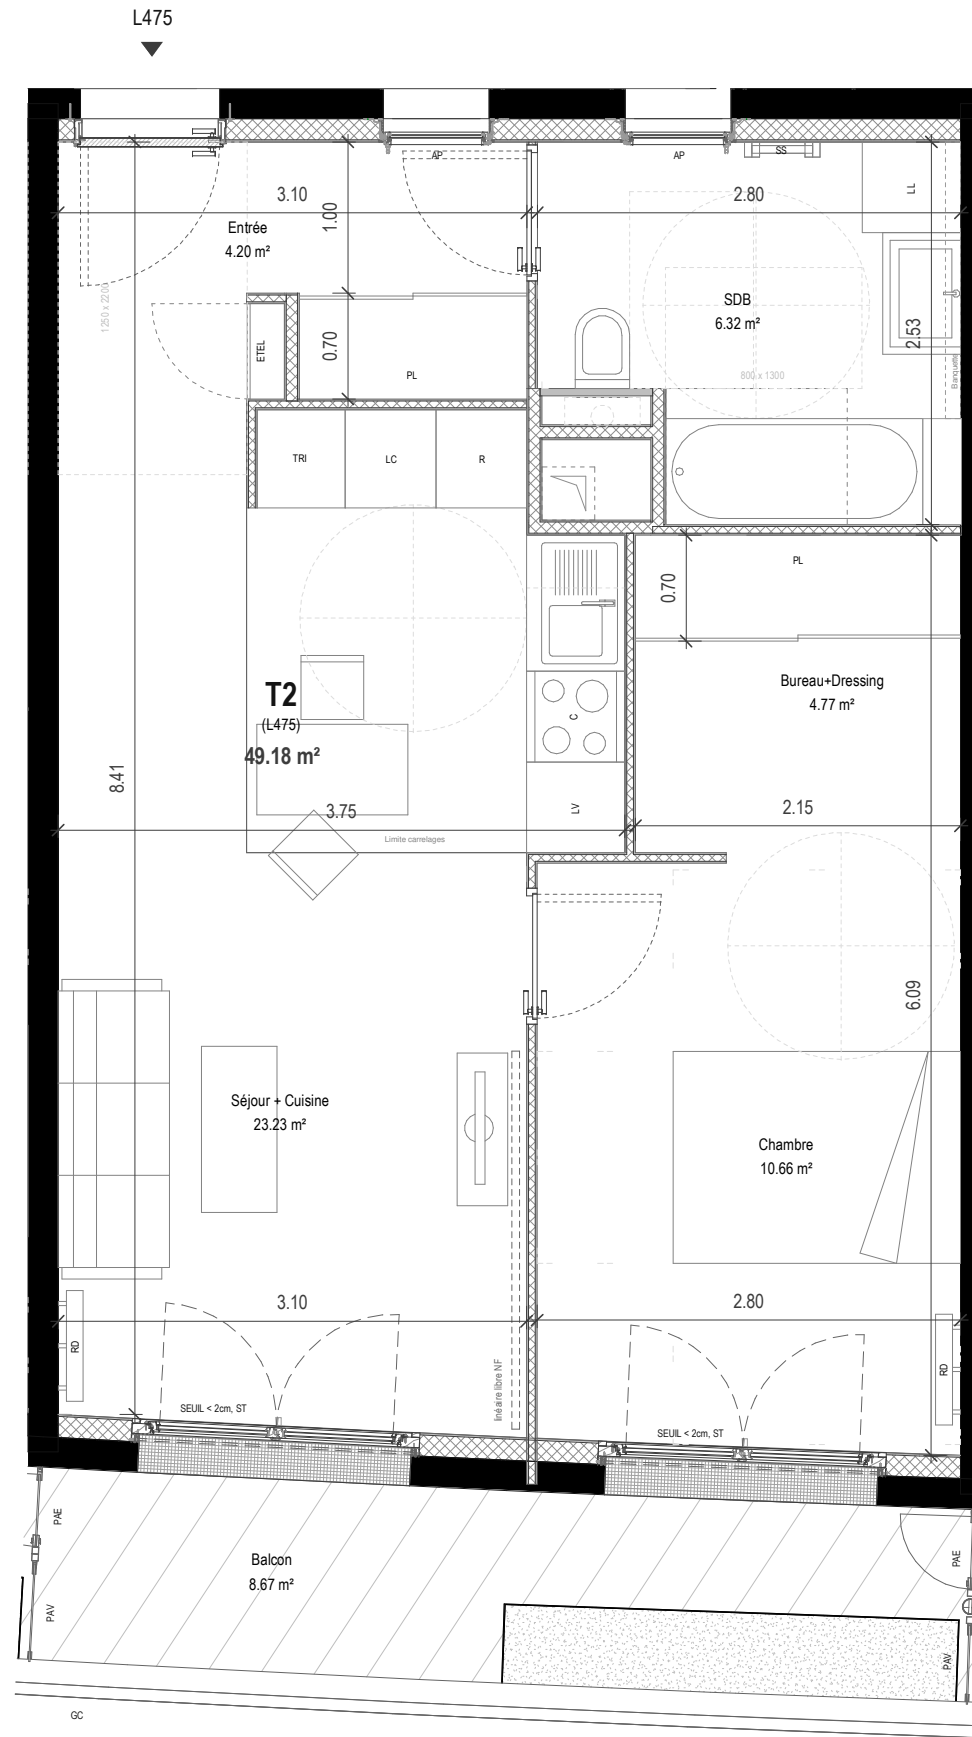 L475
AP
AP
SS
LL
3.10
2.80
1.00
Entrée
4.20 m²
1250 x 2200
SDB
6.32 m²
2.53
0.70
ETEL
PL
800 x 1300
Banquette
TRI
LC
R
PL
0.70
T2
(L475)
49.18 m²
Bureau+Dressing
4.77 m²
C
8.41
3.75
LV
2.15
Limite carrelages
6.09
Séjour + Cuisine
23.23 m²
Chambre
10.66 m²
3.10
2.80
RD
RD
linéaire libre NF
SEUIL < 2cm, ST
SEUIL < 2cm, ST
PAE
PAE
Balcon
8.67 m²
PAV
PAV
GC